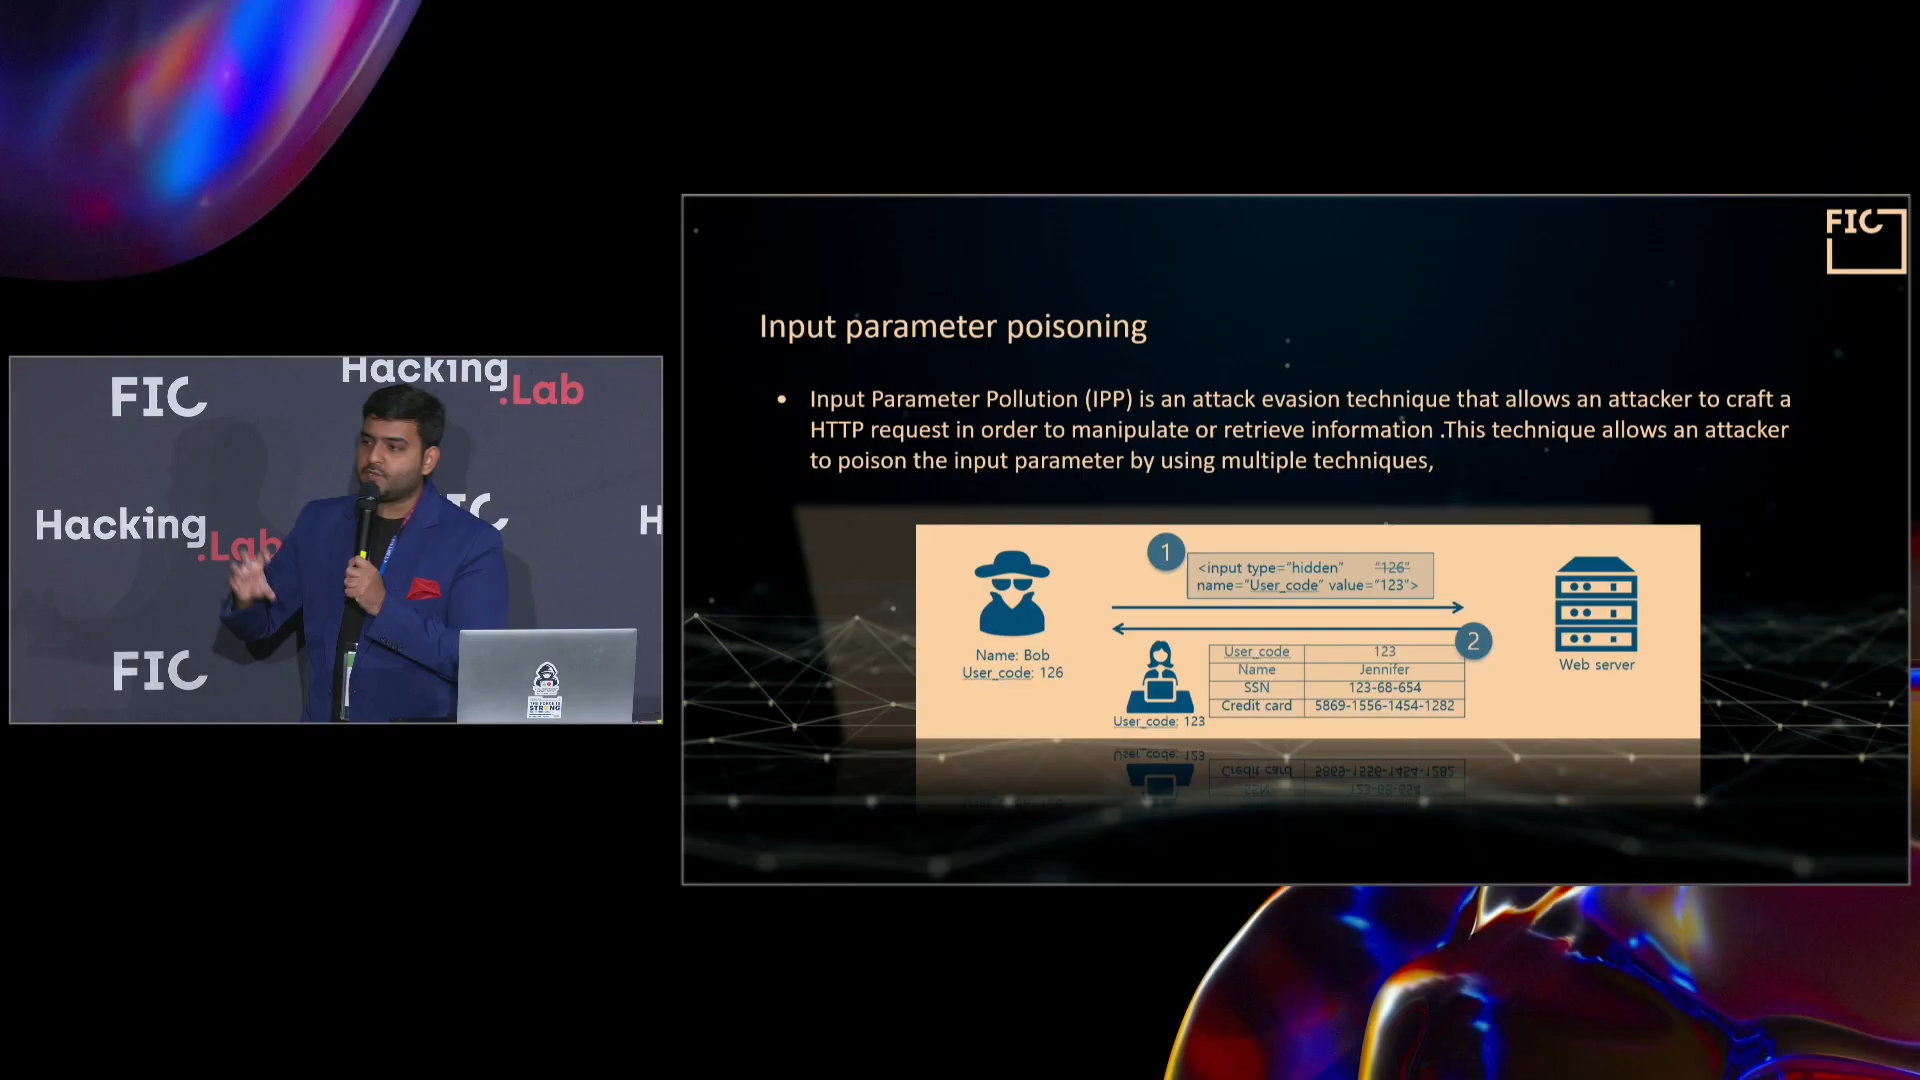 FIC
Hacking
.Lab
Hacking
.Lab
FIC
H
FIC
THE FORCE IS
STRONG
FIC
Input parameter poisoning
• Input Parameter Pollution (IPP) is an attack evasion technique that allows an attacker to craft a
HTTP request in order to manipulate or retrieve information .This technique allows an attacker
to poison the input parameter by using multiple techniques,
1
<input type="hidden" "126"
name="User_code" value="123">
2
Name: Bob
User_code: 126
User_code 123
Name Jennifer
SSN 123-68-654
Credit card 5869-1556-1454-1282
User_code: 123
Web server